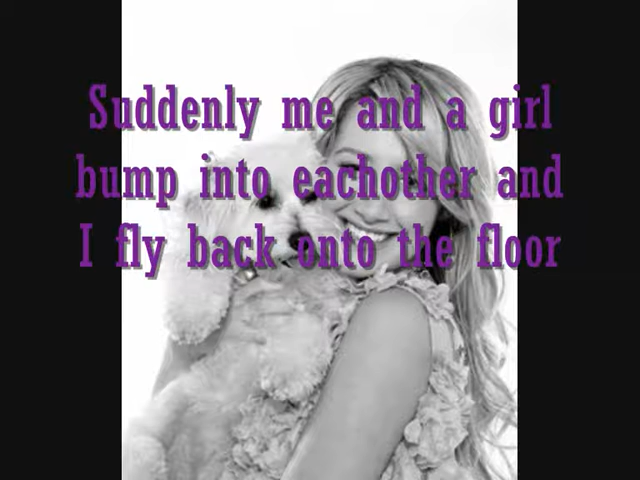 Suddenly me and a girl
bump into eachother and
I fly back onto the floor